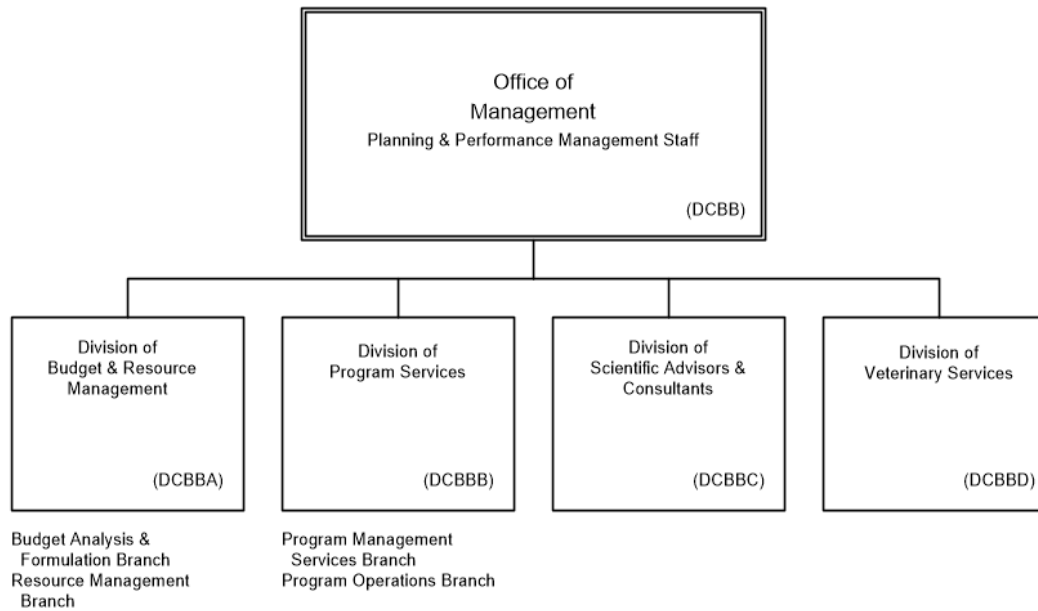 Office of
Management
Planning & Performance Management Staff
(DCBB)
Division of
Budget & Resource
Management
(DCBBA)
Division of
Program Services
(DCBBB)
Division of
Scientific Advisors &
Consultants
(DCBBC)
Division of
Veterinary Services
(DCBBD)
Budget Analysis &
Formulation Branch
Resource Management
Branch
Program Management
Services Branch
Program Operations Branch